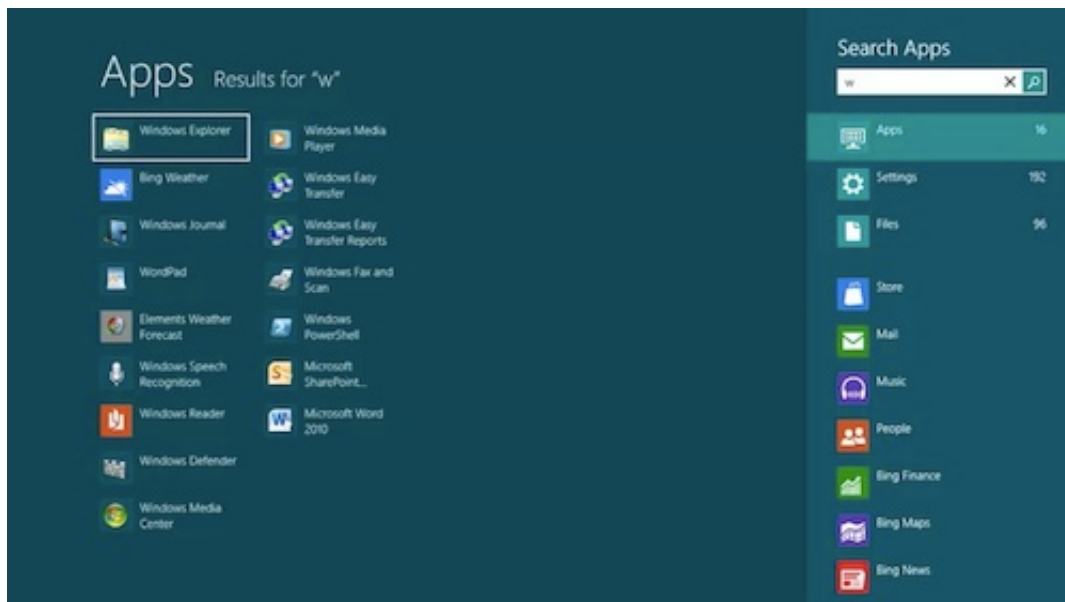 Apps Results for "w"
Windows Explorer
Bing Weather
Windows Journal
WordPad
Elements Weather
Forecast
Windows Speech
Recognition
Windows Reader
Windows Defender
Windows Media
Center
Windows Media
Player
Windows Easy
Transfer
Windows Easy
Transfer Reports
Windows Fax and
Scan
Windows
PowerShell
Microsoft
SharePoint...
Microsoft Word
2010
Search Apps
w
Apps 16
Settings 192
Files 96
Store
Mail
Music
People
Bing Finance
Bing Maps
Bing News